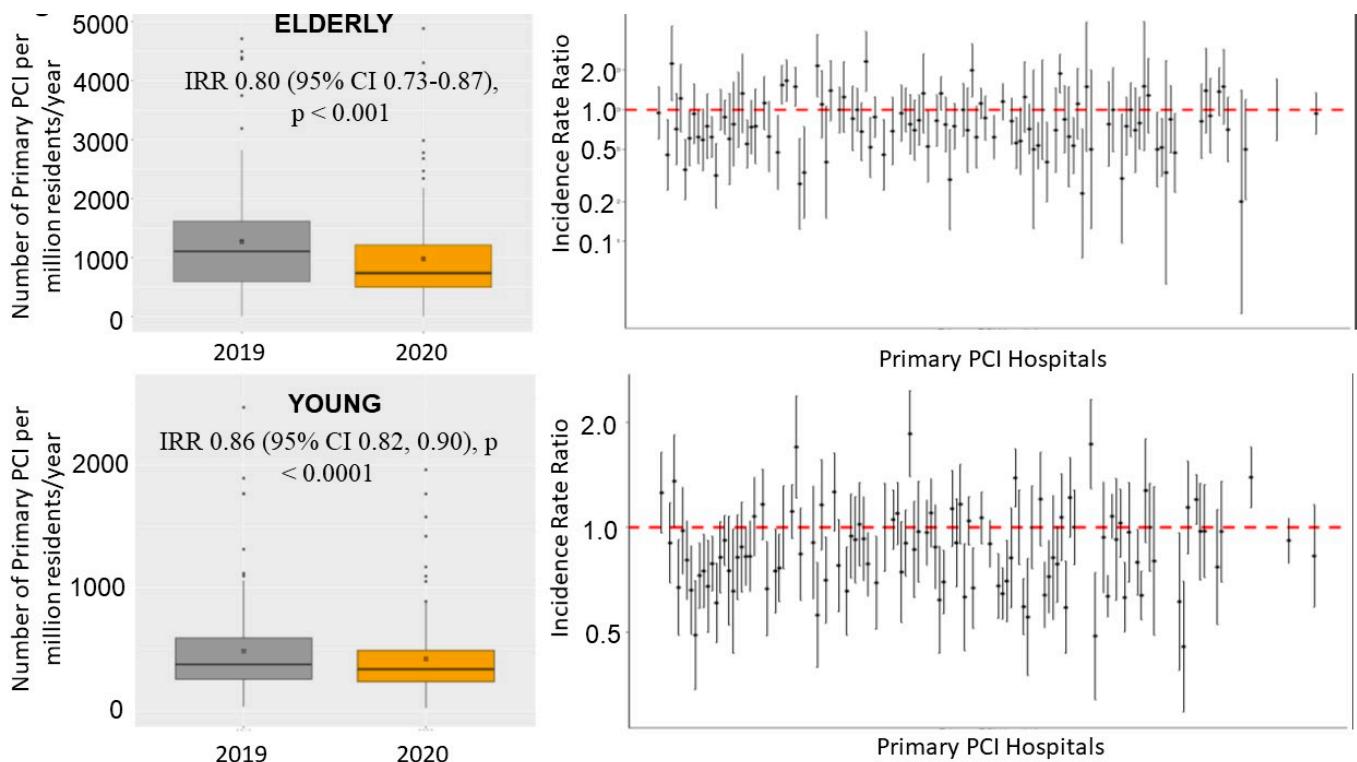 ELDERLY
IRR 0.80 (95% CI 0.73-0.87),
p < 0.001
Number of Primary PCI per
million residents/year
5000
4000
3000
2000
1000
0
2019
2020
Incidence Rate Ratio
2.0
1.0
0.5
0.2
0.1
Primary PCI Hospitals
YOUNG
IRR 0.86 (95% CI 0.82, 0.90), p
< 0.0001
Number of Primary PCI per
million residents/year
2000
1000
0
2019
2020
Incidence Rate Ratio
2.0
1.0
0.5
Primary PCI Hospitals